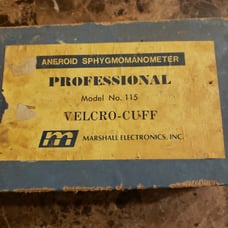 ANEROID SPHYGMOMANOMETER
PROFESSIONAL
Model No. 115
VELCRO-CUFF
m
MARSHALL ELECTRONICS, INC.